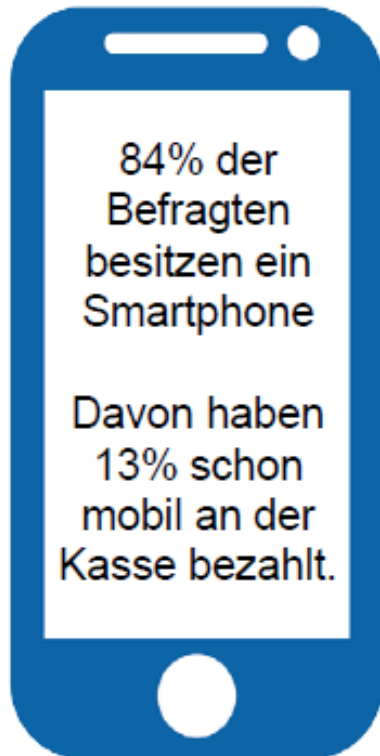 84% der
Befragten
besitzen ein
Smartphone
Davon haben
13% schon
mobil an der
Kasse bezahlt.